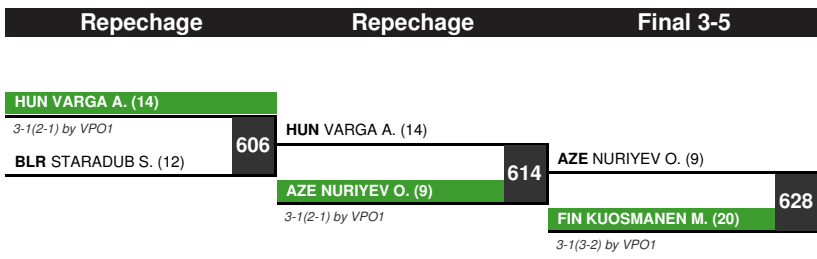 Repechage
Repechage
Final 3-5
HUN VARGA A. (14)
3-1(2-1) by VPO1
BLR STARADUB S. (12)
606
HUN VARGA A. (14)
AZE NURIYEV O. (9)
3-1(2-1) by VPO1
614
AZE NURIYEV O. (9)
FIN KUOSMANEN M. (20)
3-1(3-2) by VPO1
628